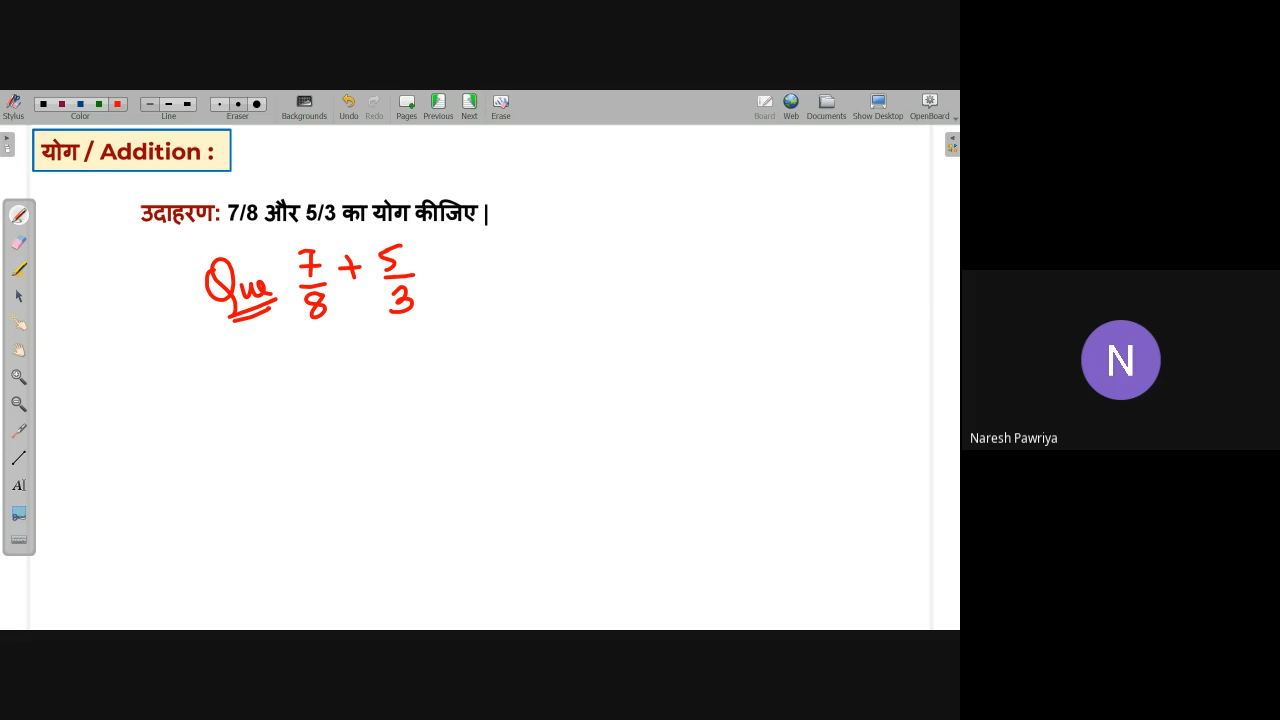 Stylus
Color
Line
Eraser
Backgrounds
Undo
Redo
Pages
Previous
Next
Erase
Board
Web
Documents
Show Desktop
OpenBoard
योग / Addition :
उदाहरण: 7/8 और 5/3 का योग कीजिए |
Que 7/8 + 5/3
N
Naresh Pawriya